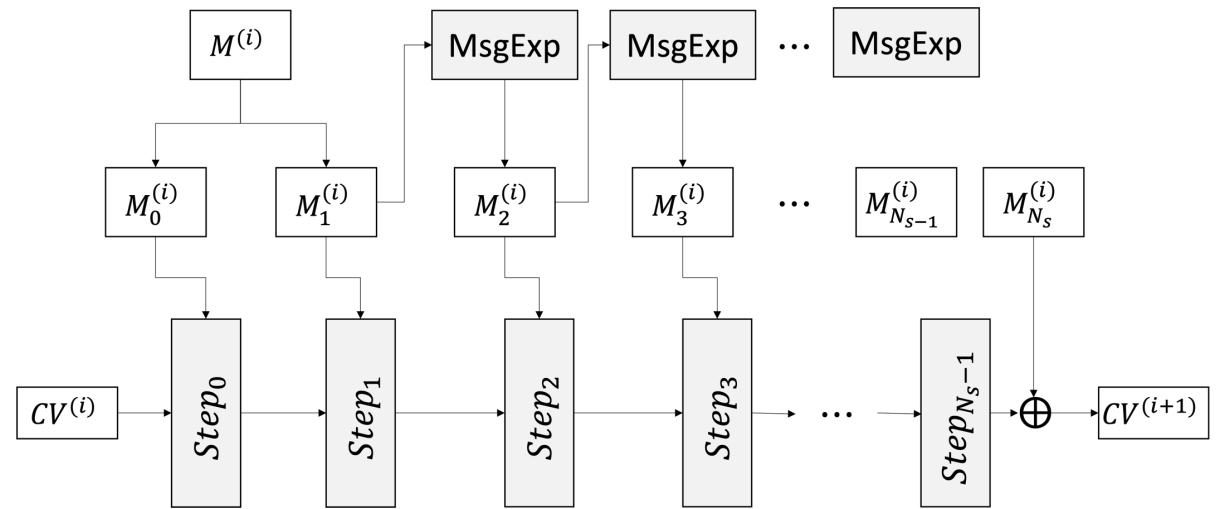 M^(i)
MsgExp
MsgExp
...
MsgExp
M_0^(i)
M_1^(i)
M_2^(i)
M_3^(i)
...
M_{N_{s-1}}^(i)
M_{N_s}^(i)
CV^(i)
Step_0
Step_1
Step_2
Step_3
...
Step_{N_s-1}
⊕
CV^(i+1)